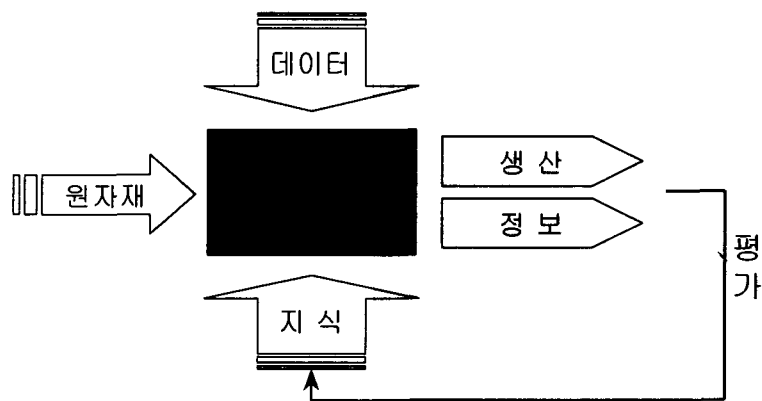 데이터
원자재
생 산
정 보
평
가
지 식